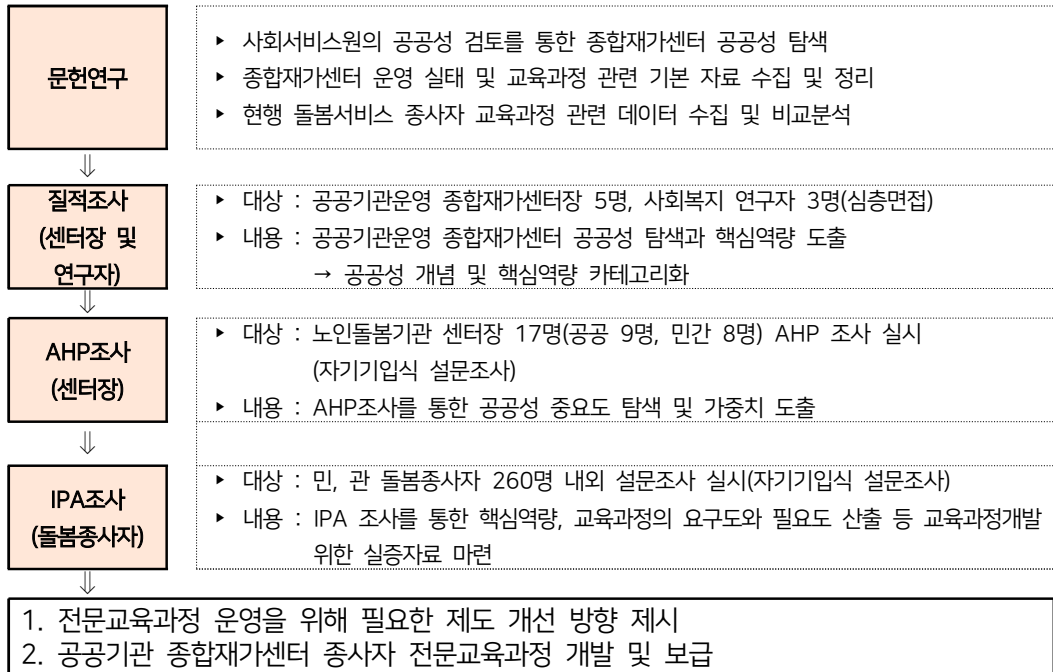 문헌연구
▶ 사회서비스원의 공공성 검토를 통한 종합재가센터 공공성 탐색
▶ 종합재가센터 운영 실태 및 교육과정 관련 기본 자료 수집 및 정리
▶ 현행 돌봄서비스 종사자 교육과정 관련 데이터 수집 및 비교분석
⇓
질적조사
(센터장 및
연구자)
▶ 대상 : 공공기관운영 종합재가센터장 5명, 사회복지 연구자 3명(심층면접)
▶ 내용 : 공공기관운영 종합재가센터 공공성 탐색과 핵심역량 도출
→ 공공성 개념 및 핵심역량 카테고리화
⇓
AHP조사
(센터장)
▶ 대상 : 노인돌봄기관 센터장 17명(공공 9명, 민간 8명) AHP 조사 실시
(자기기입식 설문조사)
▶ 내용 : AHP조사를 통한 공공성 중요도 탐색 및 가중치 도출
⇓
IPA조사
(돌봄종사자)
▶ 대상 : 민, 관 돌봄종사자 260명 내외 설문조사 실시(자기기입식 설문조사)
▶ 내용 : IPA 조사를 통한 핵심역량, 교육과정의 요구도와 필요도 산출 등 교육과정개발
위한 실증자료 마련
⇓
1. 전문교육과정 운영을 위해 필요한 제도 개선 방향 제시
2. 공공기관 종합재가센터 종사자 전문교육과정 개발 및 보급